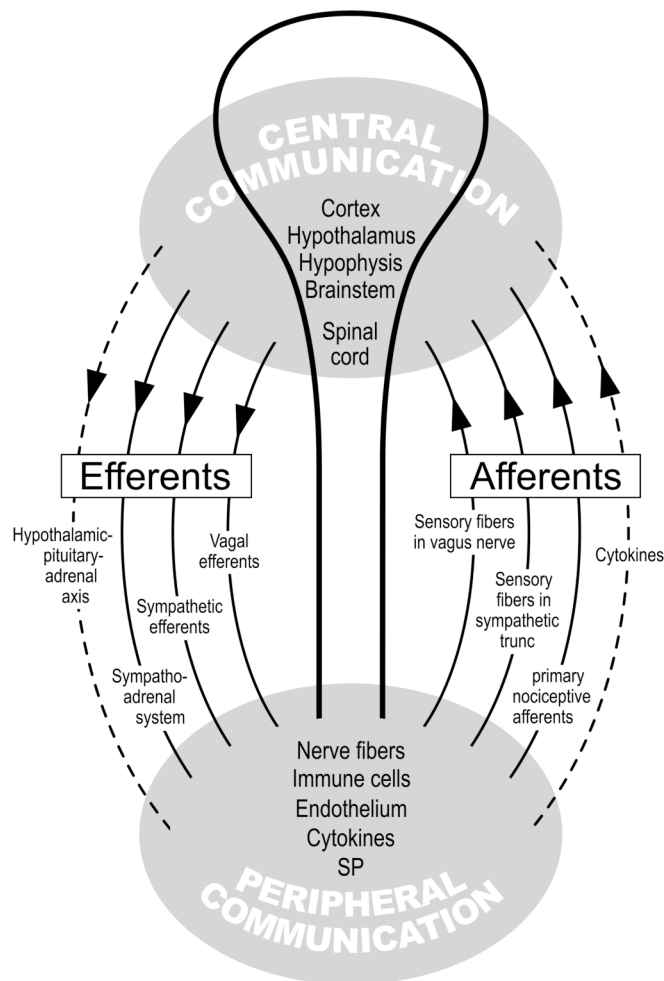 CENTRAL
COMMUNICATION
Cortex
Hypothalamus
Hypophysis
Brainstem
Spinal
cord
Efferents
Afferents
Hypothalamic-
pituitary-
adrenal
axis
Vagal
efferents
Sympathetic
efferents
Sympatho-
adrenal
system
Sensory fibers
in vagus nerve
Sensory
fibers in
sympathetic
trunc
primary
nociceptive
afferents
Cytokines
Nerve fibers
Immune cells
Endothelium
Cytokines
SP
PERIPHERAL
COMMUNICATION